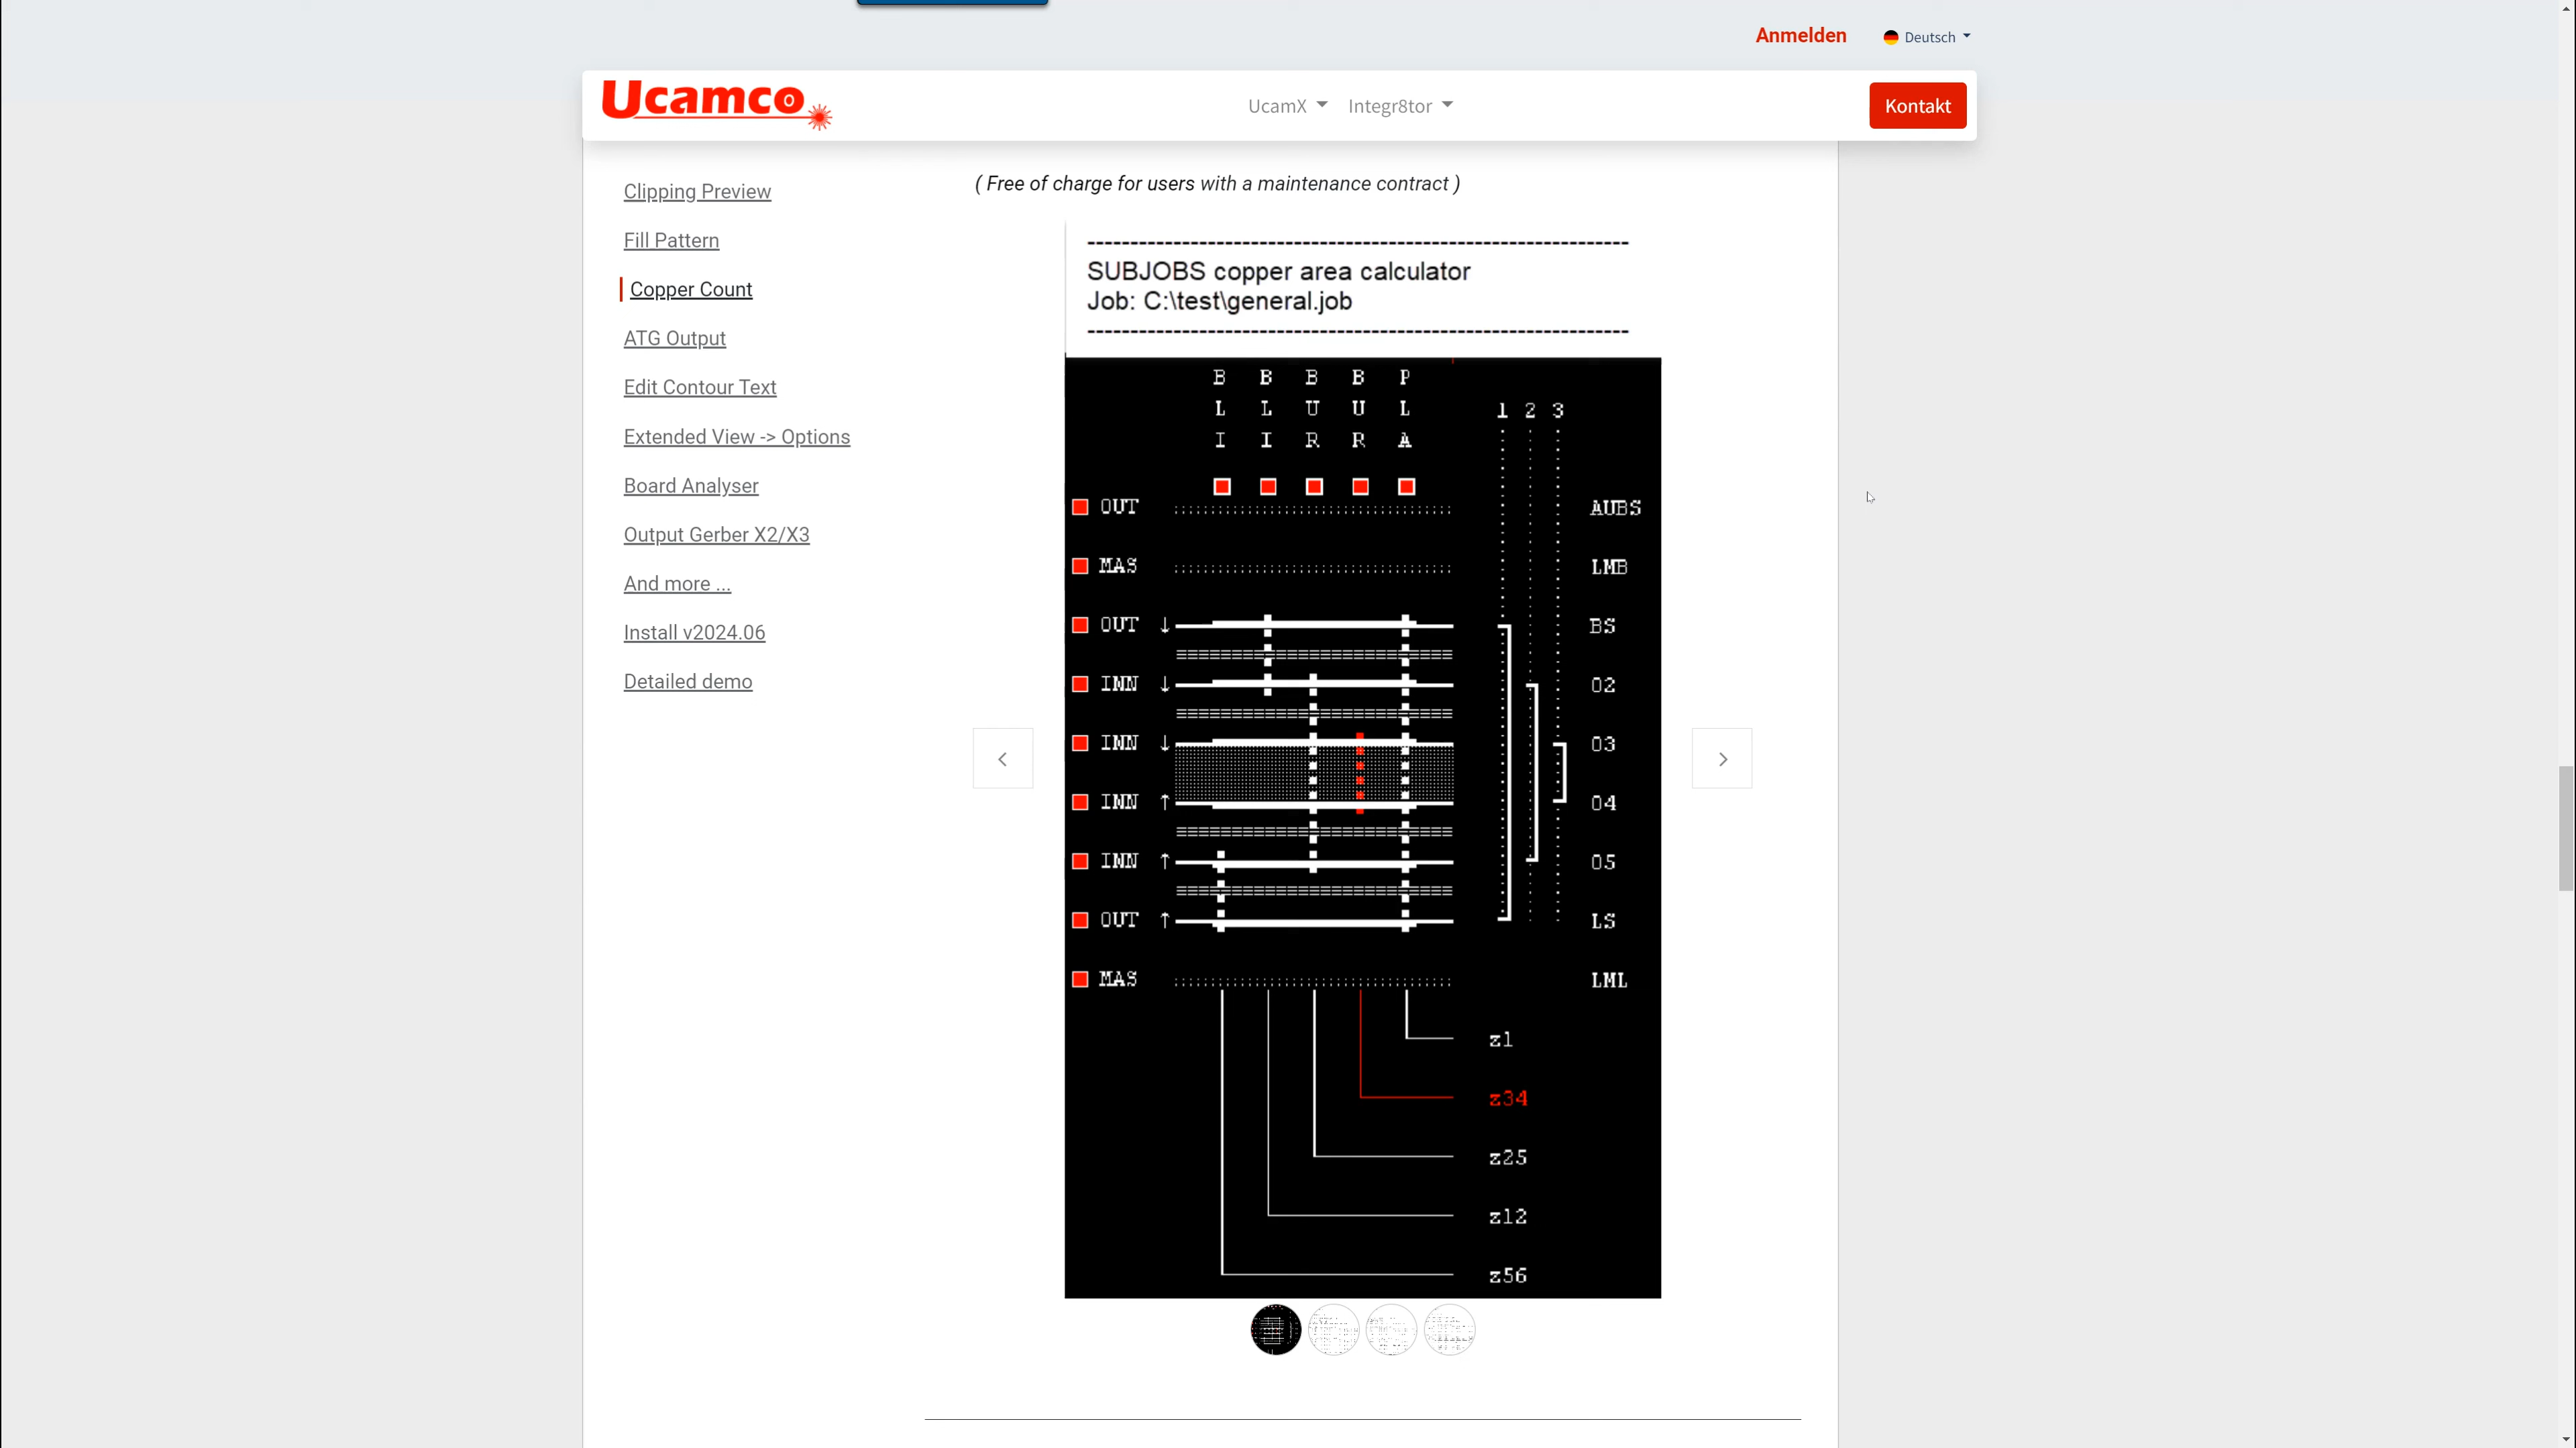 Anmelden Deutsch
Ucamco UcamX Integr8tor Kontakt
Clipping Preview
Fill Pattern
Copper Count
ATG Output
Edit Contour Text
Extended View -> Options
Board Analyser
Output Gerber X2/X3
And more ...
Install v2024.06
Detailed demo
( Free of charge for users with a maintenance contract )
SUBJOBS copper area calculator
Job: C:\test\general.job
B B B B P
L L U U L
I I R R A
1 2 3
OUT AUBS
MAS LMB
OUT ↓ BS
INN ↓ 02
INN ↓ 03
INN ↑ 04
INN ↑ 05
OUT ↑ LS
MAS LML
z1
z34
z25
z12
z56